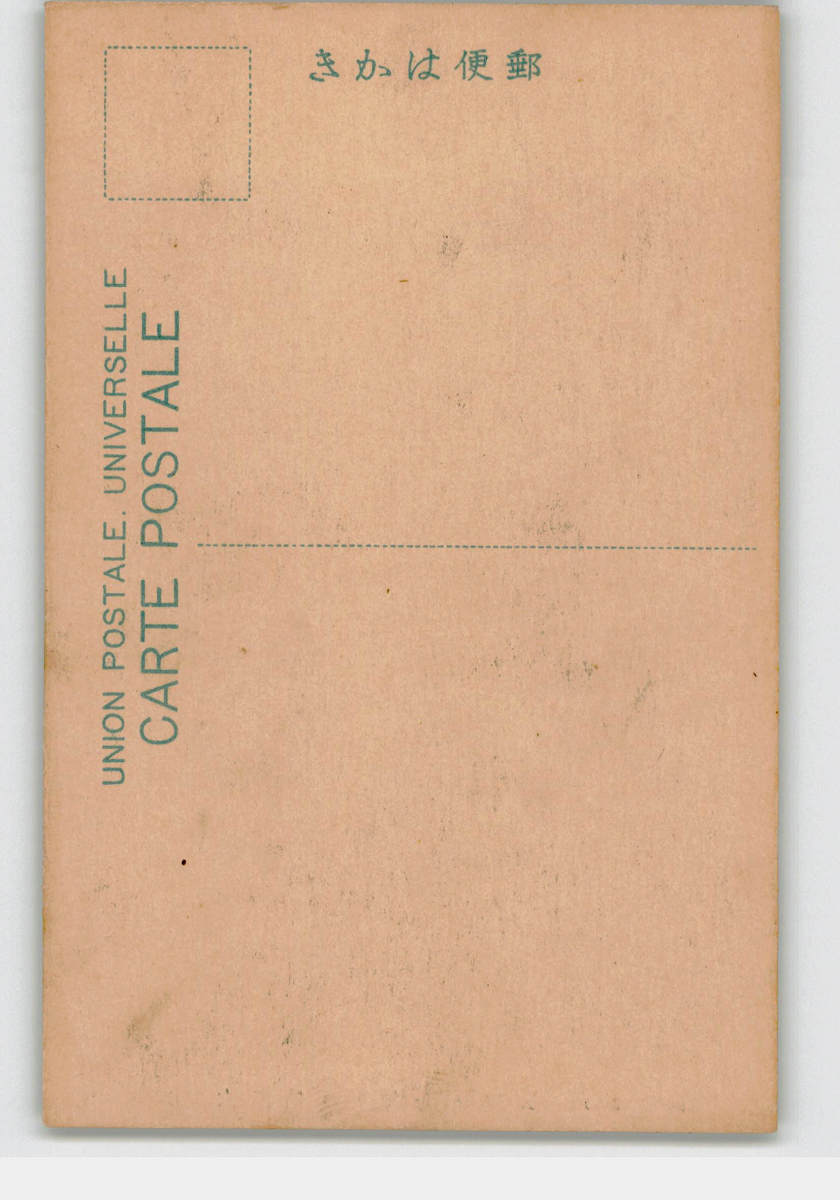 郵便はかき
UNION POSTALE. UNIVERSELLE
CARTE POSTALE